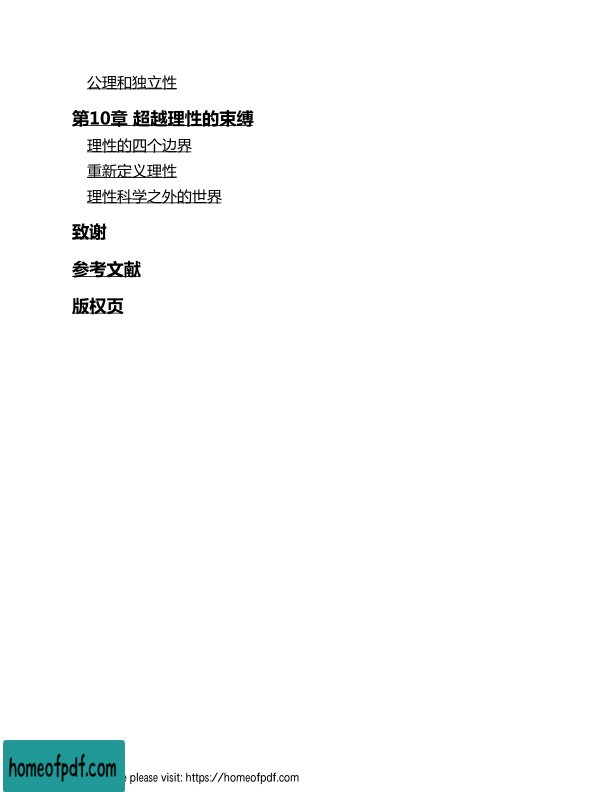 公理和独立性
第10章 超越理性的束缚
理性的四个边界
重新定义理性
理性科学之外的世界
致谢
参考文献
版权页
homeofpdf.com
please visit: https://homeofpdf.com